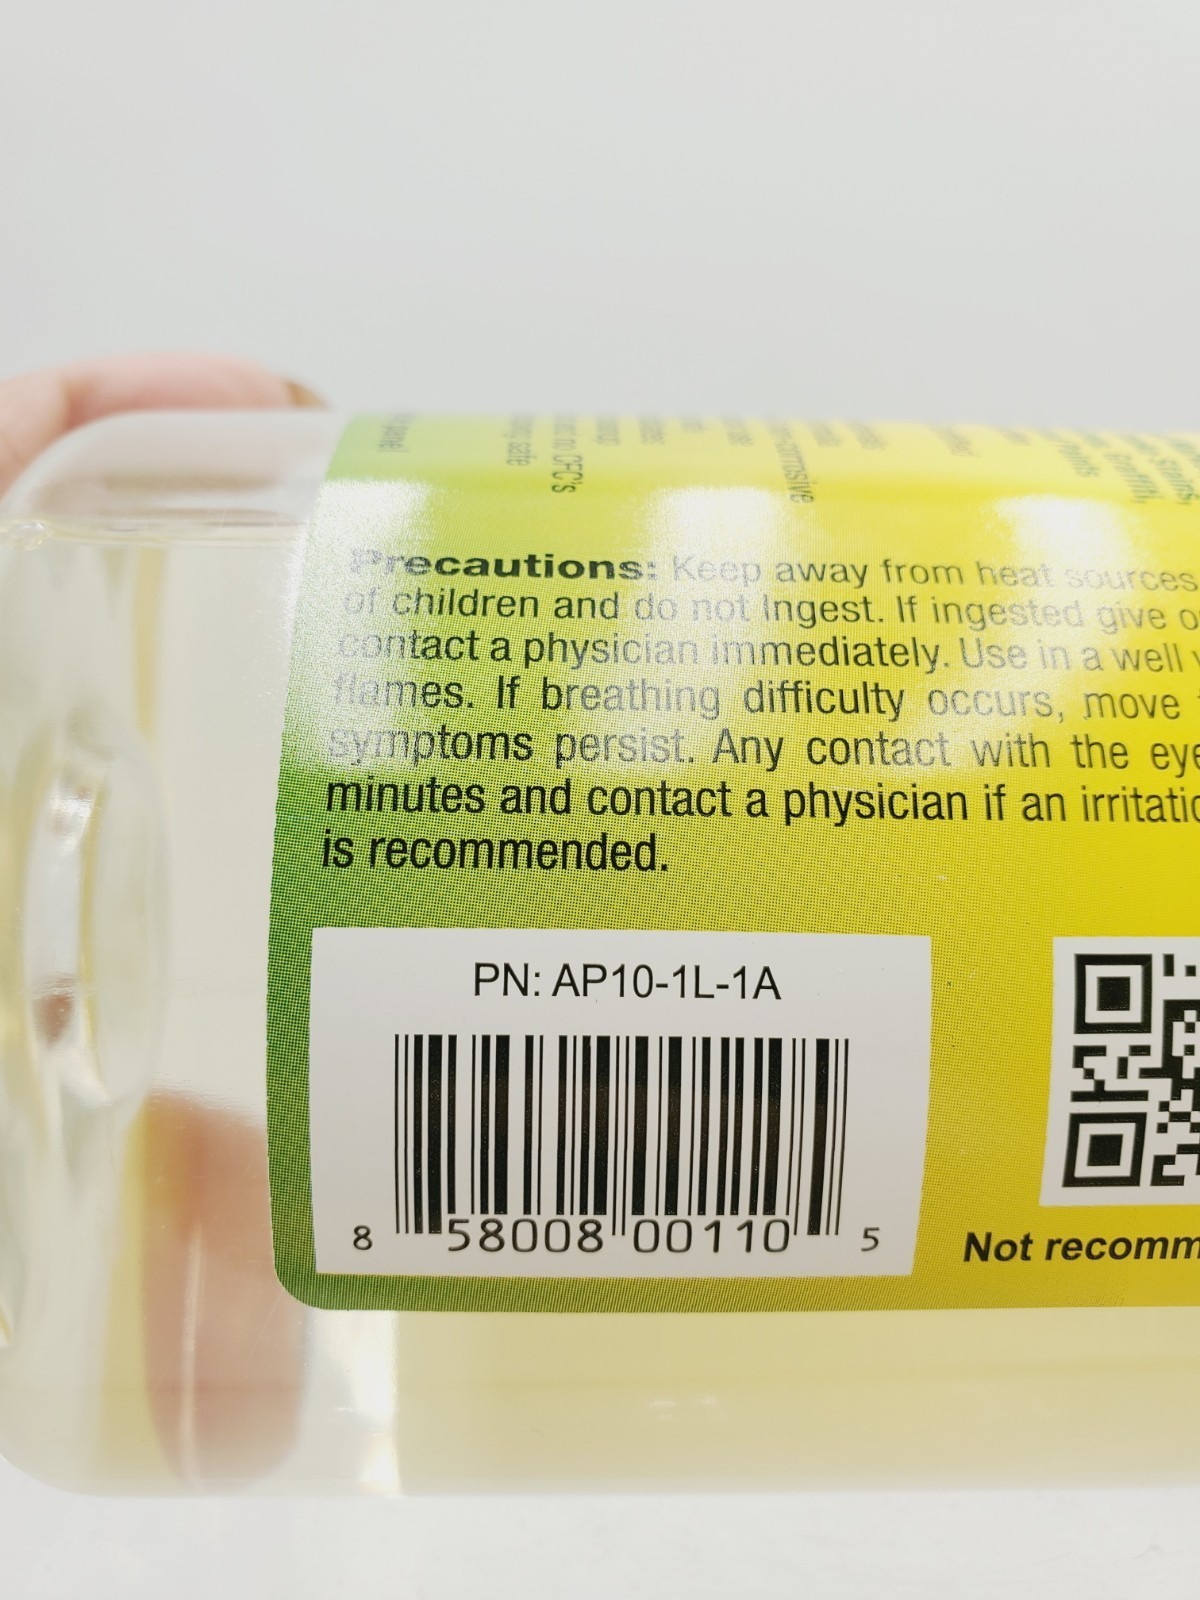 CFC's
safe
Precautions: Keep away from heat sources
of children and do not Ingest. If ingested give
contact a physician immediately. Use in a well
flames. If breathing difficulty occurs, move
symptoms persist. Any contact with the eye
minutes and contact a physician if an irritatio
is recommended.
PN: AP10-1L-1A
8 58008 00110 5
Not recomm